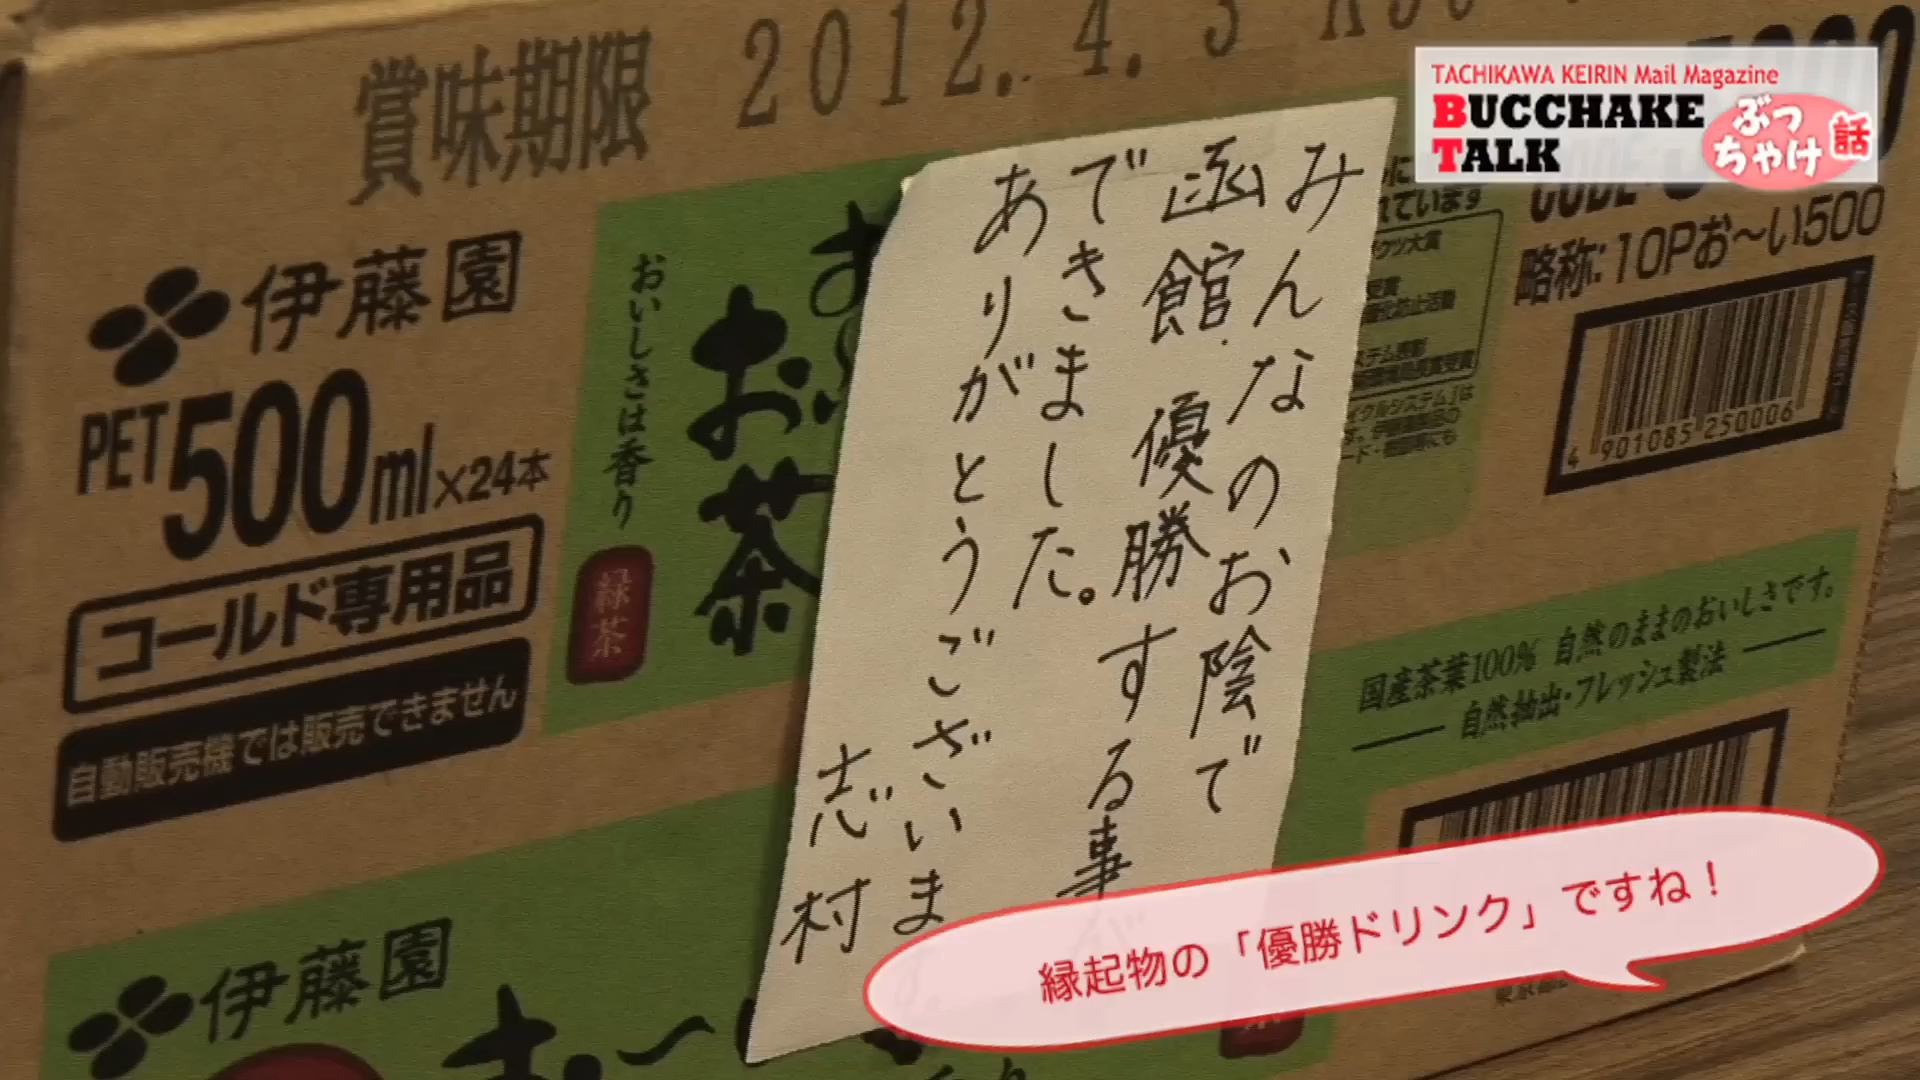 賞味期限 2012.4.3
TACHIKAWA KEIRIN Mail Magazine
BUCCHAKE
TALK
ぶっ
ちゃけ
話
伊藤園
PET500ml×24本
コールド専用品
自動販売機では販売できません
おいしさは香り
お茶
緑茶
みんなのお陰で
函館 優勝する事が
できました。
ありがとうございます。
志村
れています
略称:10Pお〜い500
4 901085 250006
国産茶葉100% 自然のままのおいしさです。
自然抽出・フレッシュ製法
伊藤園
縁起物の「優勝ドリンク」ですね！